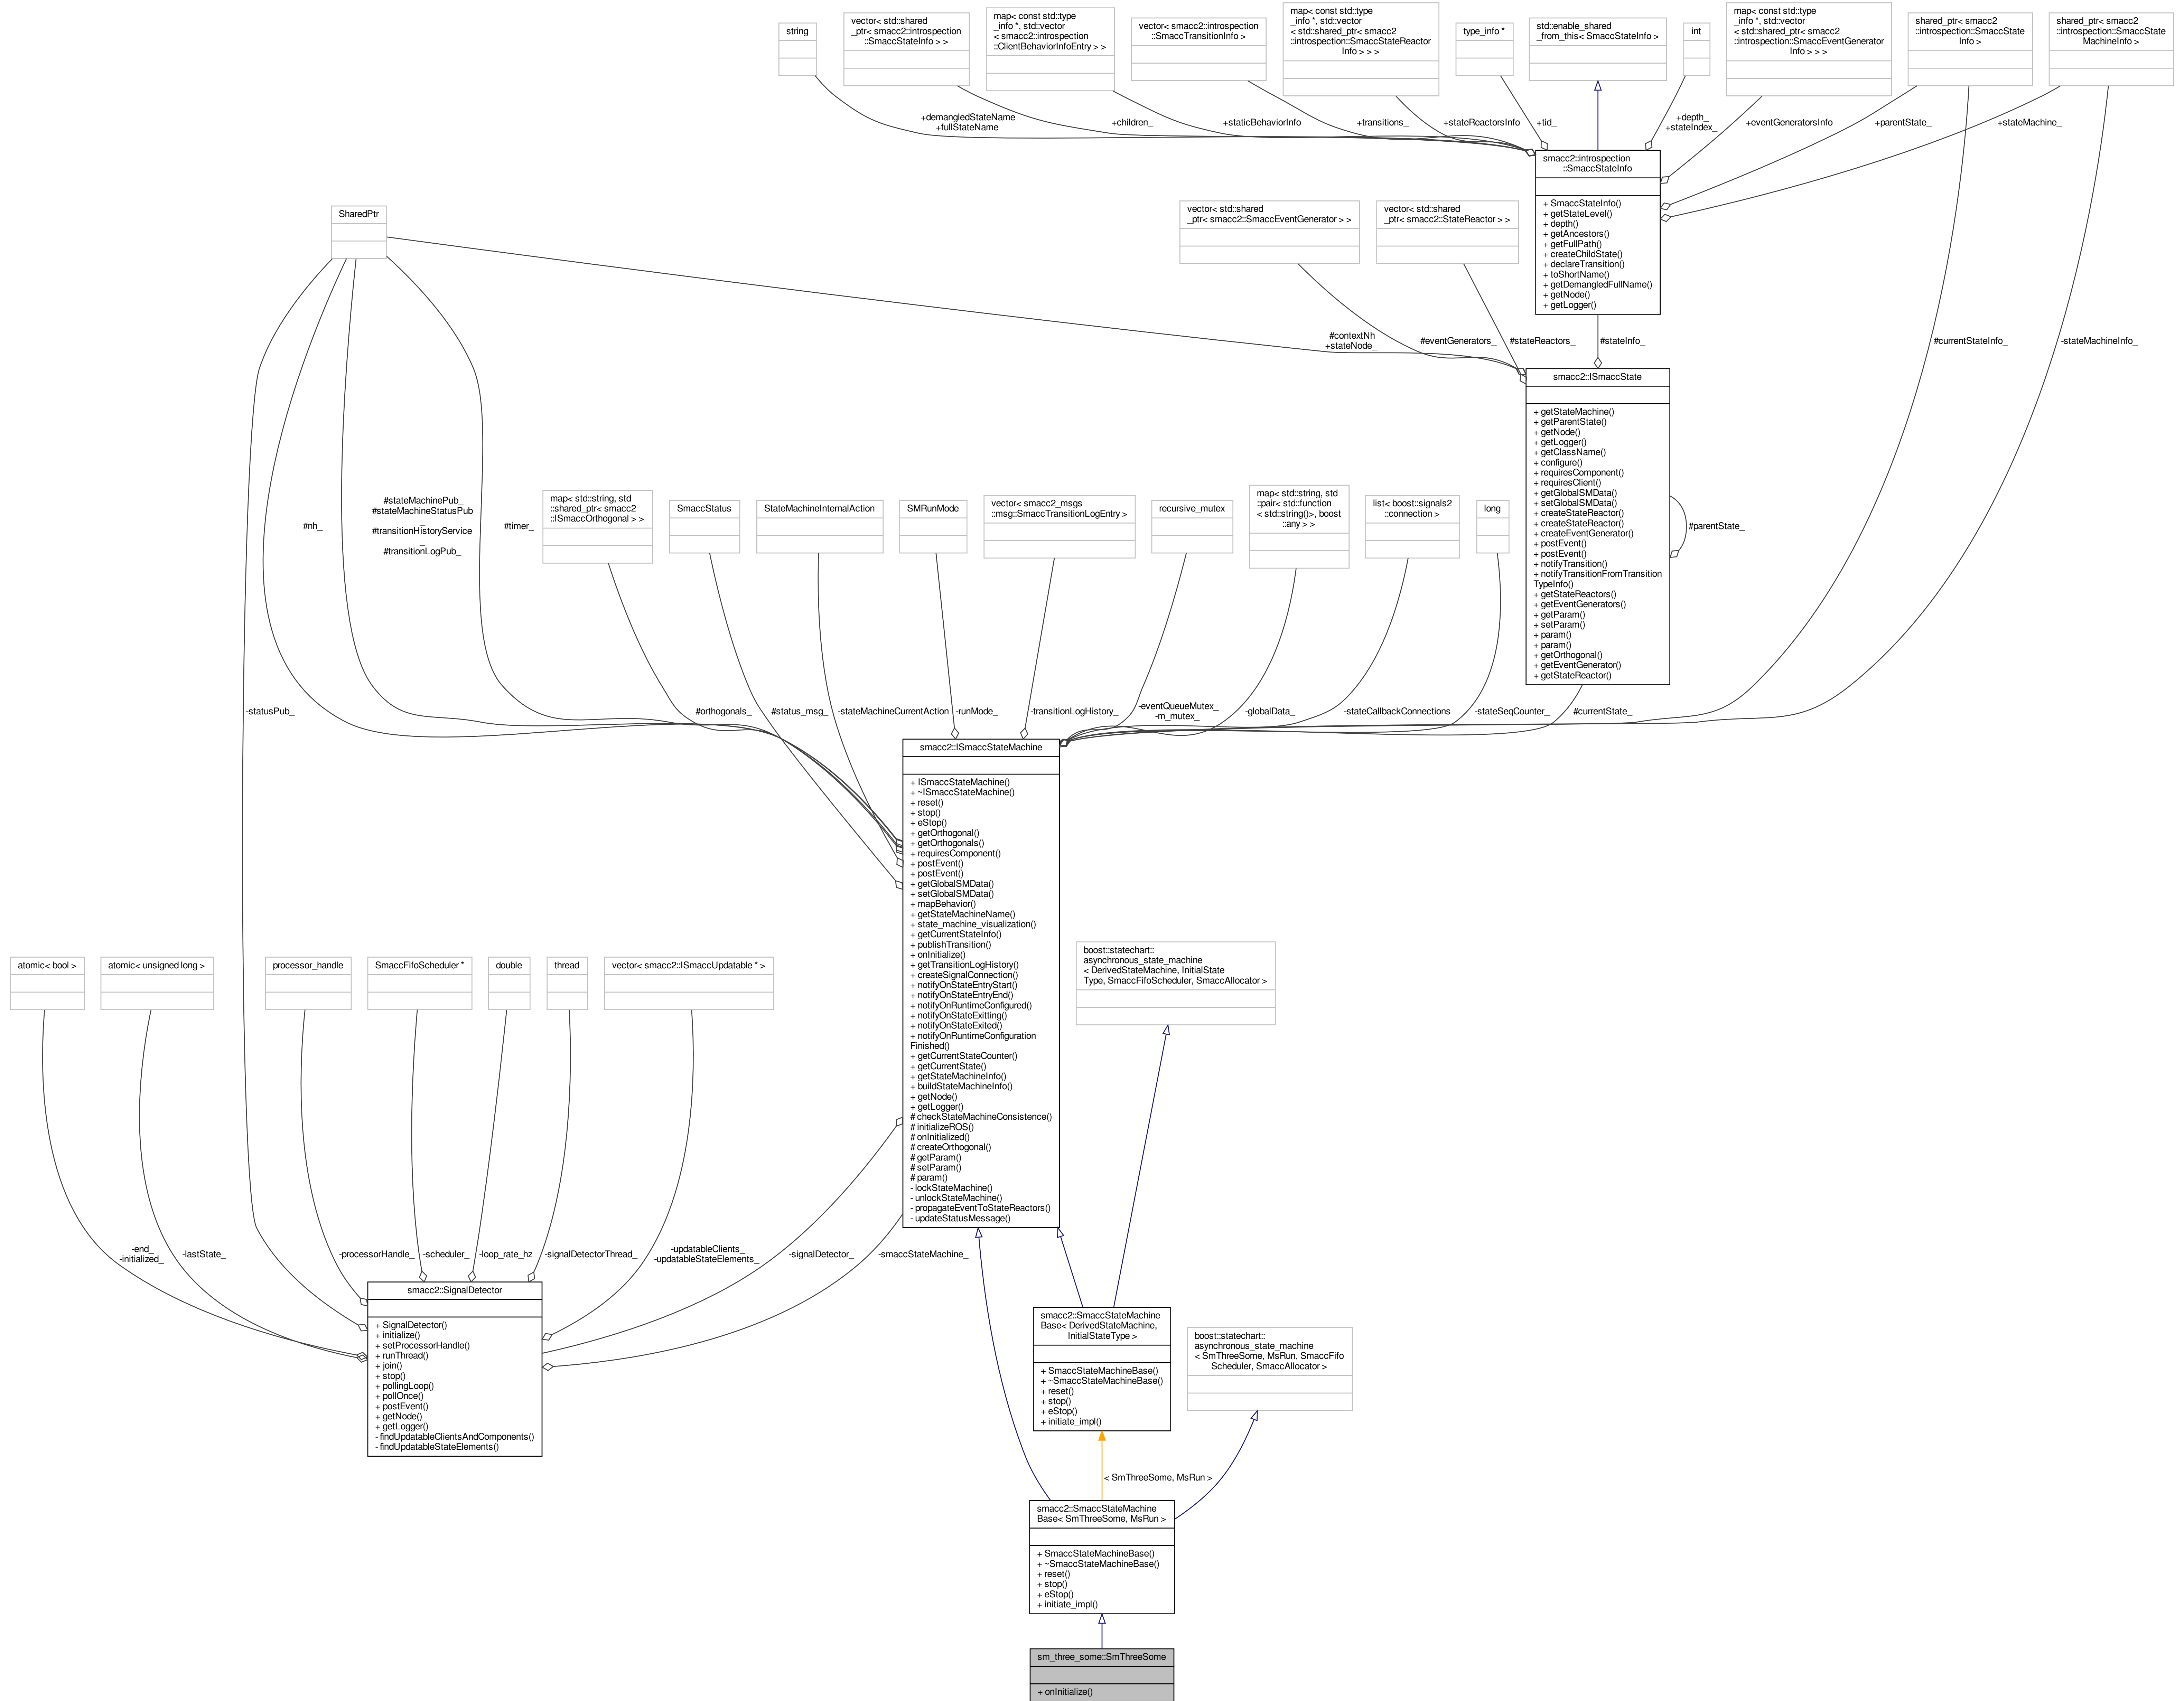 string
vector< std::shared
_ptr< smacc2::introspection
::SmaccStateInfo > >
map< const std::type
_info *, std::vector
< smacc2::introspection
::ClientBehaviorInfoEntry > >
vector< smacc2::introspection
::SmaccTransitionInfo >
map< const std::type
_info *, std::vector
< std::shared_ptr< smacc2
::introspection::SmaccStateReactor
Info > > >
type_info *
std::enable_shared
_from_this< SmaccStateInfo >
int
map< const std::type
_info *, std::vector
< std::shared_ptr< smacc2
::introspection::SmaccEventGenerator
Info > > >
shared_ptr< smacc2
::introspection::SmaccState
Info >
shared_ptr< smacc2
::introspection::SmaccState
MachineInfo >
+demangledStateName
+fullStateName
+children_
+staticBehaviorInfo
+transitions_
+stateReactorsInfo
+tid_
+depth_
+stateIndex_
+eventGeneratorsInfo
+parentState_
+stateMachine_
smacc2::introspection
::SmaccStateInfo
+ SmaccStateInfo()
+ getStateLevel()
+ depth()
+ getAncestors()
+ getFullPath()
+ createChildState()
+ declareTransition()
+ toShortName()
+ getDemangledFullName()
+ getNode()
+ getLogger()
SharedPtr
vector< std::shared
_ptr< smacc2::SmaccEventGenerator > >
vector< std::shared
_ptr< smacc2::StateReactor > >
#contextNh
+stateNode_
#eventGenerators_
#stateReactors_
#stateInfo_
#currentStateInfo_
-stateMachineInfo_
smacc2::ISmaccState
+ getStateMachine()
+ getParentState()
+ getNode()
+ getLogger()
+ getClassName()
+ configure()
+ requiresComponent()
+ requiresClient()
+ getGlobalSMData()
+ setGlobalSMData()
+ createStateReactor()
+ createStateReactor()
+ createEventGenerator()
+ postEvent()
+ postEvent()
+ notifyTransition()
+ notifyTransitionFromTransition
TypeInfo()
+ getStateReactors()
+ getEventGenerators()
+ getParam()
+ setParam()
+ param()
+ param()
+ getOrthogonal()
+ getEventGenerator()
+ getStateReactor()
#parentState_
#nh_
#stateMachinePub_
#stateMachineStatusPub
_
#transitionHistoryService
_
#transitionLogPub_
#timer_
map< std::string, std
::shared_ptr< smacc2
::ISmaccOrthogonal > >
SmaccStatus
StateMachineInternalAction
SMRunMode
vector< smacc2_msgs
::msg::SmaccTransitionLogEntry >
recursive_mutex
map< std::string, std
::pair< std::function
< std::string()>, boost
::any > >
list< boost::signals2
::connection >
long
-statusPub_
#orthogonals_
#status_msg_
-stateMachineCurrentAction
-runMode_
-transitionLogHistory_
-eventQueueMutex_
-m_mutex_
-globalData_
-stateCallbackConnections
-stateSeqCounter_
#currentState_
smacc2::ISmaccStateMachine
+ ISmaccStateMachine()
+ ~ISmaccStateMachine()
+ reset()
+ stop()
+ eStop()
+ getOrthogonal()
+ getOrthogonals()
+ requiresComponent()
+ postEvent()
+ postEvent()
+ getGlobalSMData()
+ setGlobalSMData()
+ mapBehavior()
+ getStateMachineName()
+ state_machine_visualization()
+ getCurrentStateInfo()
+ publishTransition()
+ onInitialize()
+ getTransitionLogHistory()
+ createSignalConnection()
+ notifyOnStateEntryStart()
+ notifyOnStateEntryEnd()
+ notifyOnRuntimeConfigured()
+ notifyOnStateExitting()
+ notifyOnStateExited()
+ notifyOnRuntimeConfiguration
Finished()
+ getCurrentStateCounter()
+ getCurrentState()
+ getStateMachineInfo()
+ buildStateMachineInfo()
+ getNode()
+ getLogger()
# checkStateMachineConsistence()
# initializeROS()
# onInitialized()
# createOrthogonal()
# getParam()
# setParam()
# param()
- lockStateMachine()
- unlockStateMachine()
- propagateEventToStateReactors()
- updateStatusMessage()
atomic< bool >
atomic< unsigned long >
processor_handle
SmaccFifoScheduler *
double
thread
vector< smacc2::ISmaccUpdatable * >
boost::statechart::
asynchronous_state_machine
< DerivedStateMachine, InitialState
Type, SmaccFifoScheduler, SmaccAllocator >
-end_
-initialized_
-lastState_
-processorHandle_
-scheduler_
-loop_rate_hz
-signalDetectorThread_
-updatableClients_
-updatableStateElements_
-signalDetector_
-smaccStateMachine_
smacc2::SignalDetector
+ SignalDetector()
+ initialize()
+ setProcessorHandle()
+ runThread()
+ join()
+ stop()
+ pollingLoop()
+ pollOnce()
+ postEvent()
+ getNode()
+ getLogger()
- findUpdatableClientsAndComponents()
- findUpdatableStateElements()
smacc2::SmaccStateMachine
Base< DerivedStateMachine,
InitialStateType >
+ SmaccStateMachineBase()
+ ~SmaccStateMachineBase()
+ reset()
+ stop()
+ eStop()
+ initiate_impl()
boost::statechart::
asynchronous_state_machine
< SmThreeSome, MsRun, SmaccFifo
Scheduler, SmaccAllocator >
< SmThreeSome, MsRun >
smacc2::SmaccStateMachine
Base< SmThreeSome, MsRun >
+ SmaccStateMachineBase()
+ ~SmaccStateMachineBase()
+ reset()
+ stop()
+ eStop()
+ initiate_impl()
sm_three_some::SmThreeSome
+ onInitialize()